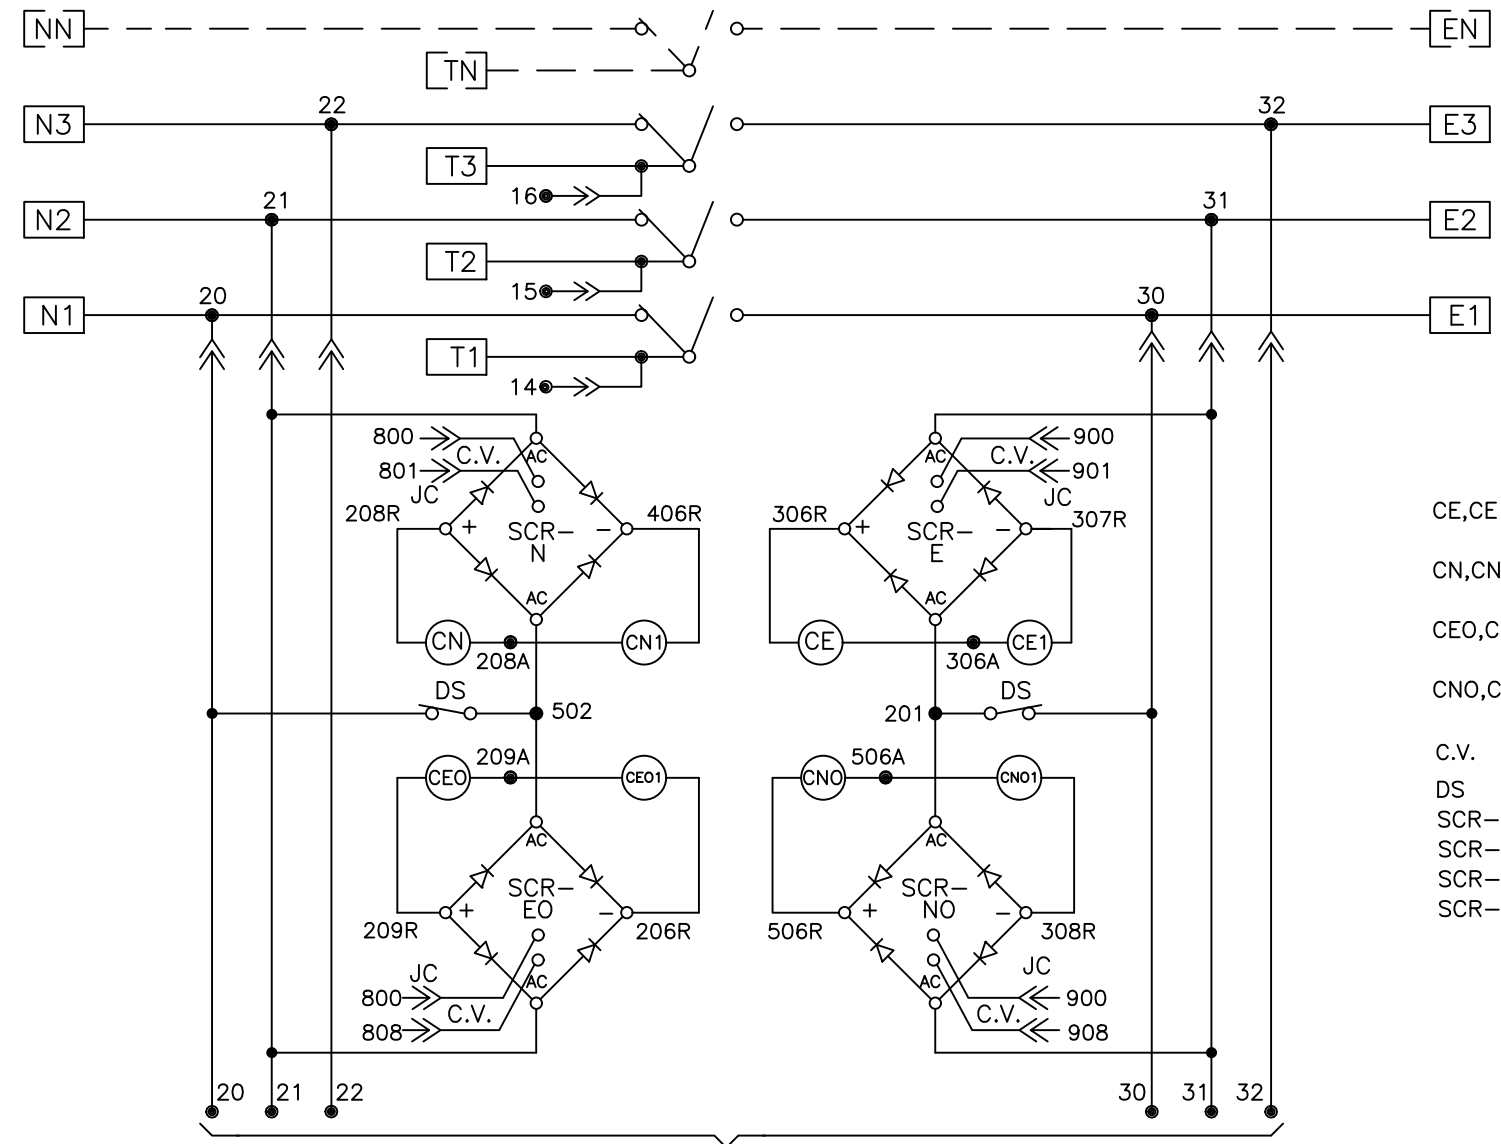 NN EN
TN
22 32
N3 E3
T3
16
21 31
N2 E2
T2
15
20 30
N1 E1
T1
14
800 AC AC 900
C.V. C.V.
801 901
JC JC
208R + SCR- - 406R 306R + SCR- - 307R
N E
CE,CE
CN,CN
AC AC
CN CN1 CE CE1
208A 306A
CEO,C
DS DS
CNO,C
502 201
209A 506A
C.V.
CEO CEO1 CNO CNO1
DS
SCR-
AC AC
SCR-
SCR-
SCR-
SCR- SCR-
EO NO
+ - + -
209R 206R 506R 308R
JC AC AC JC
800 900
C.V. C.V.
808 908
20 21 22 30 31 32